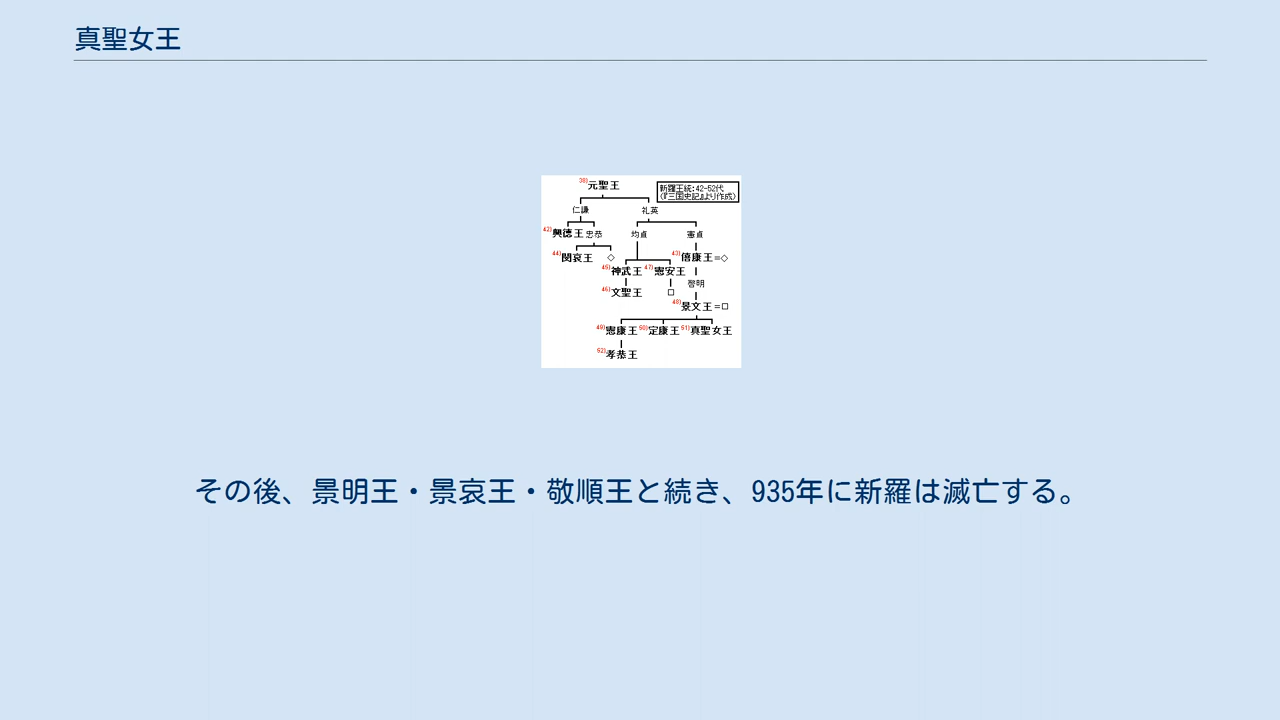 真聖女王
38)元聖王
新羅王統:42-52代
(『三国史記』より作成)
仁謙
礼英
42)興徳王
忠恭
均貞
憲貞
44)閔哀王
◇
43)僖康王=◇
45)神武王
47)憲安王
啓明
46)文聖王
□
48)景文王=□
49)憲康王
50)定康王
51)真聖女王
52)孝恭王
その後、景明王・景哀王・敬順王と続き、935年に新羅は滅亡する。